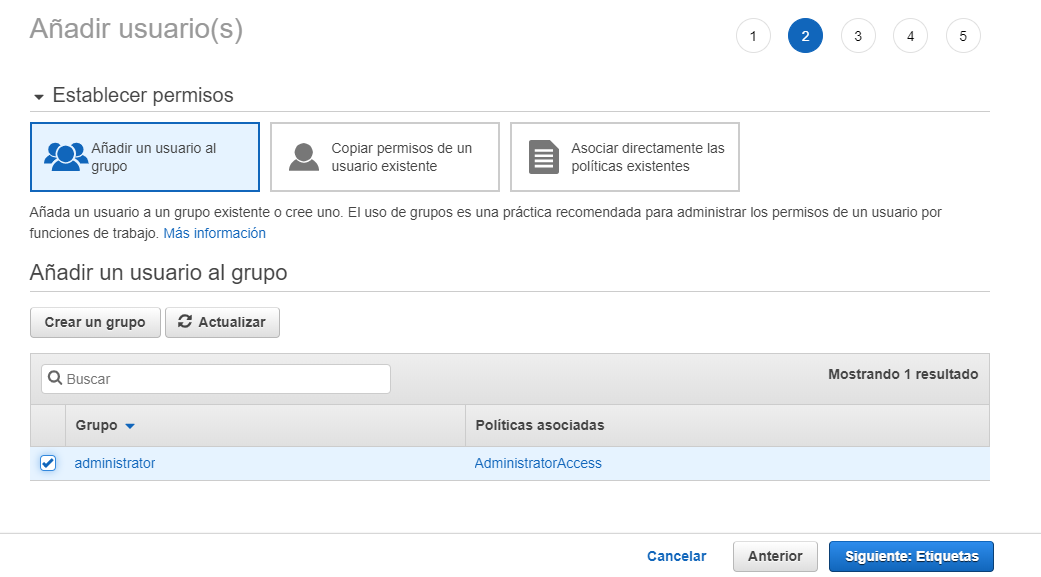 Añadir usuario(s)
1 2 3 4 5
Establecer permisos
Añadir un usuario al
grupo
Copiar permisos de un
usuario existente
Asociar directamente las
políticas existentes
Añada un usuario a un grupo existente o cree uno. El uso de grupos es una práctica recomendada para administrar los permisos de un usuario por
funciones de trabajo. Más información
Añadir un usuario al grupo
Crear un grupo Actualizar
Buscar
Mostrando 1 resultado
Grupo Políticas asociadas
administrator AdministratorAccess
Cancelar Anterior Siguiente: Etiquetas